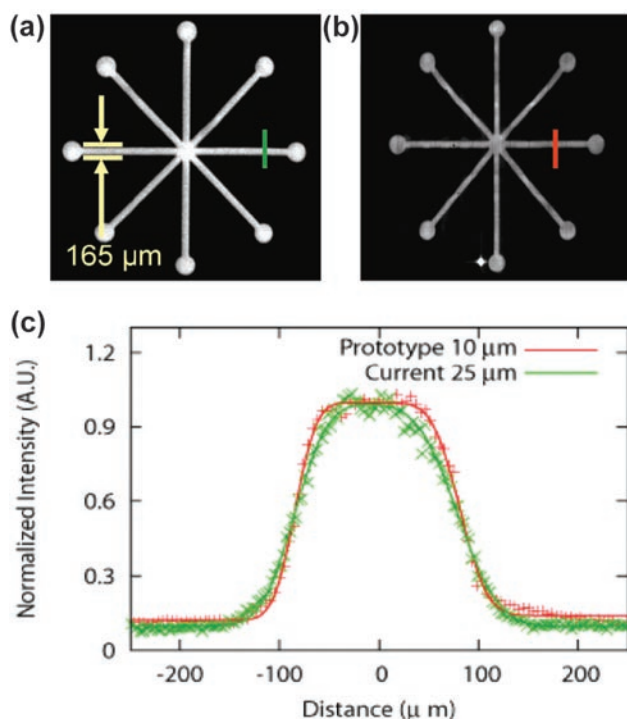 (a)
(b)
165 μm
(c)
Normalized Intensity (A.U.)
1.2
0.9
0.6
0.3
0
Prototype 10 μm
Current 25 μm
-200
-100
0
100
200
Distance (μ m)